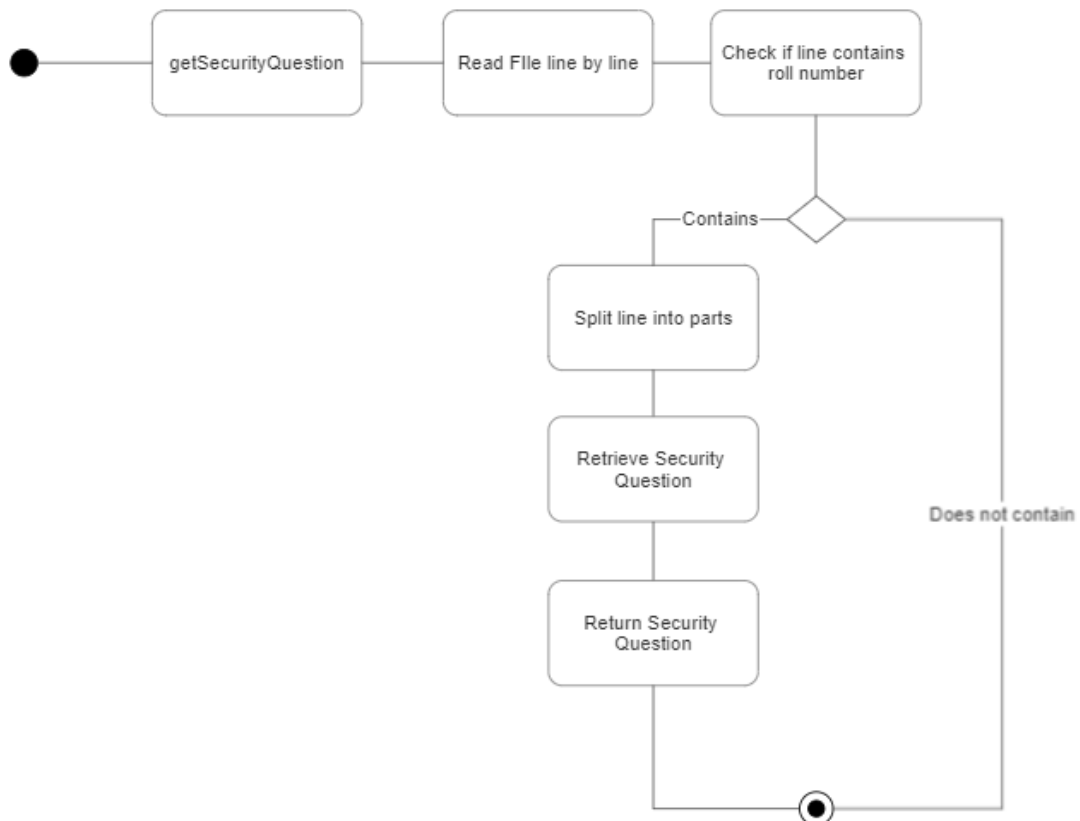 getSecurityQuestion
Read FIle line by line
Check if line contains
roll number
Contains
Split line into parts
Retrieve Security
Question
Does not contain
Return Security
Question